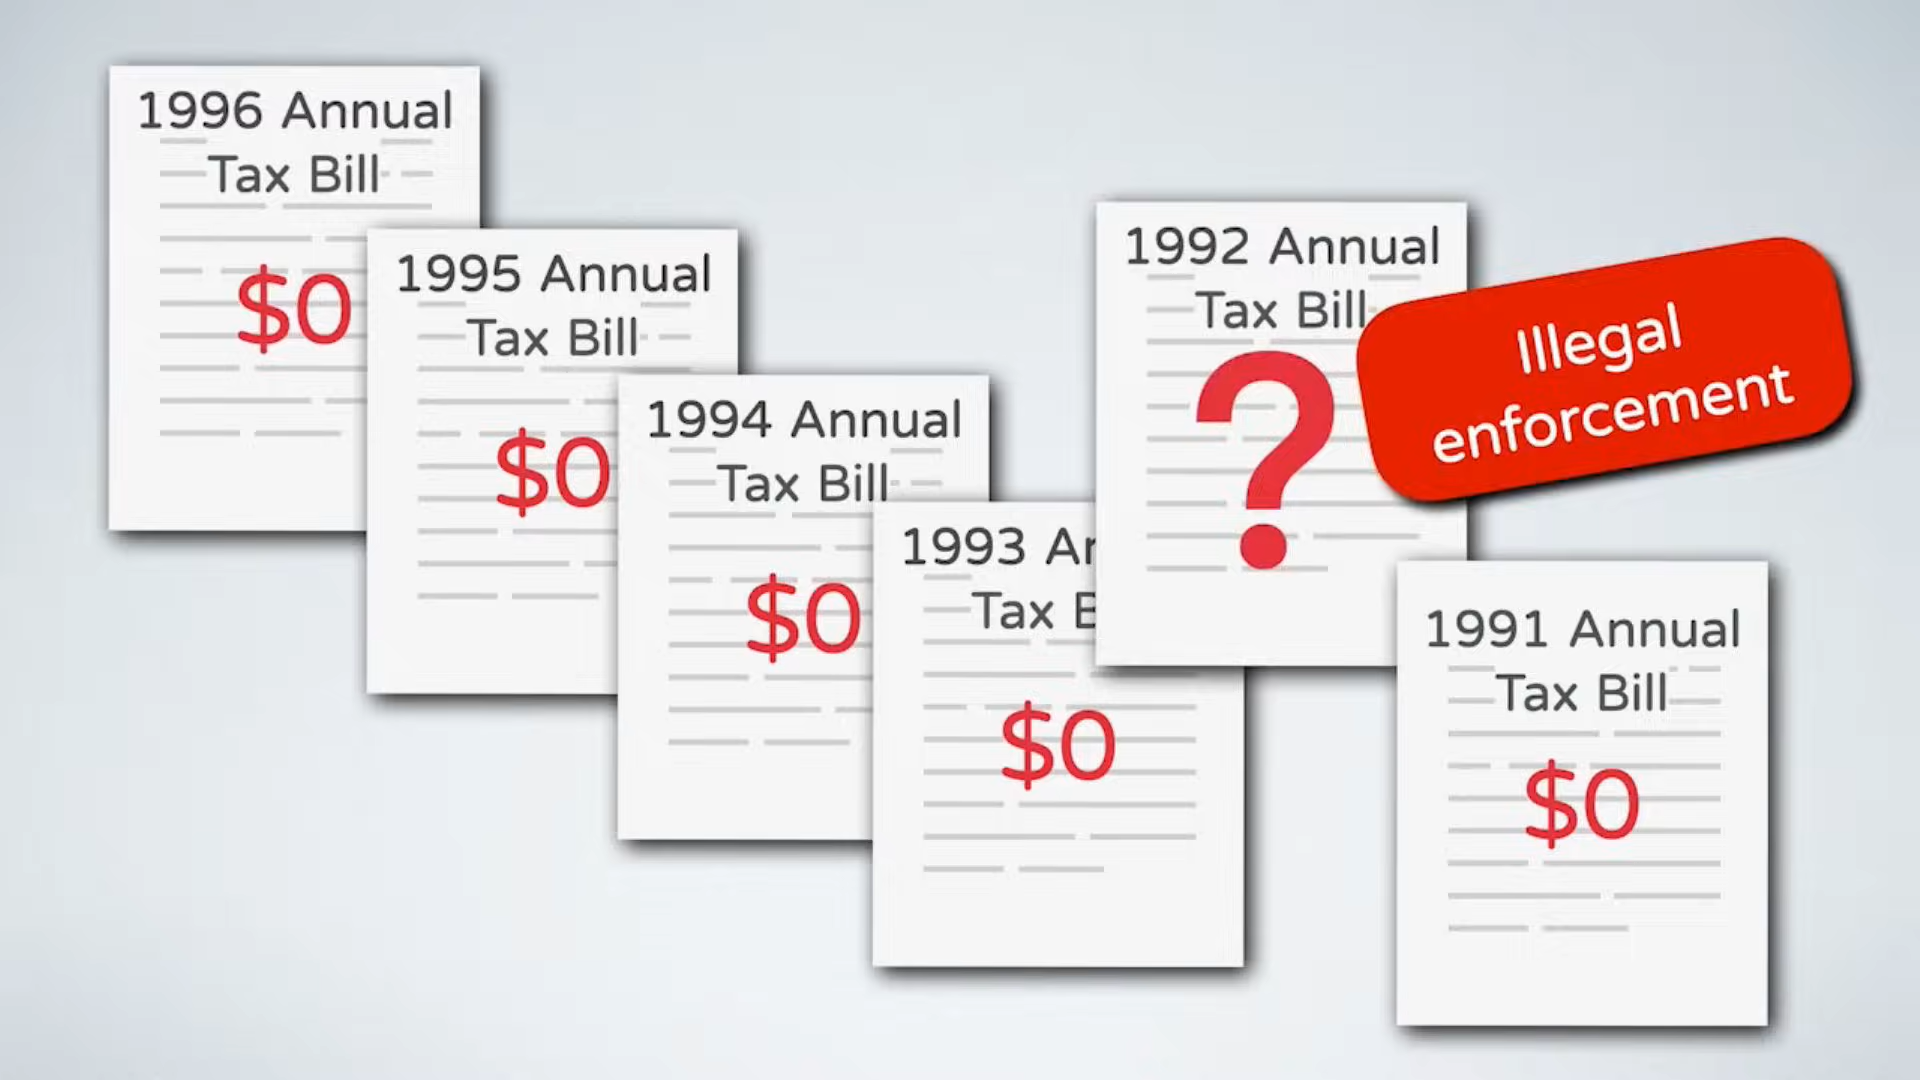 1996 Annual
Tax Bill
$0
1995 Annual
Tax Bill
$0
1994 Annual
Tax Bill
$0
1993
Tax
$0
1992 Annual
Tax Bill
?
Illegal
enforcement
1991 Annual
Tax Bill
$0